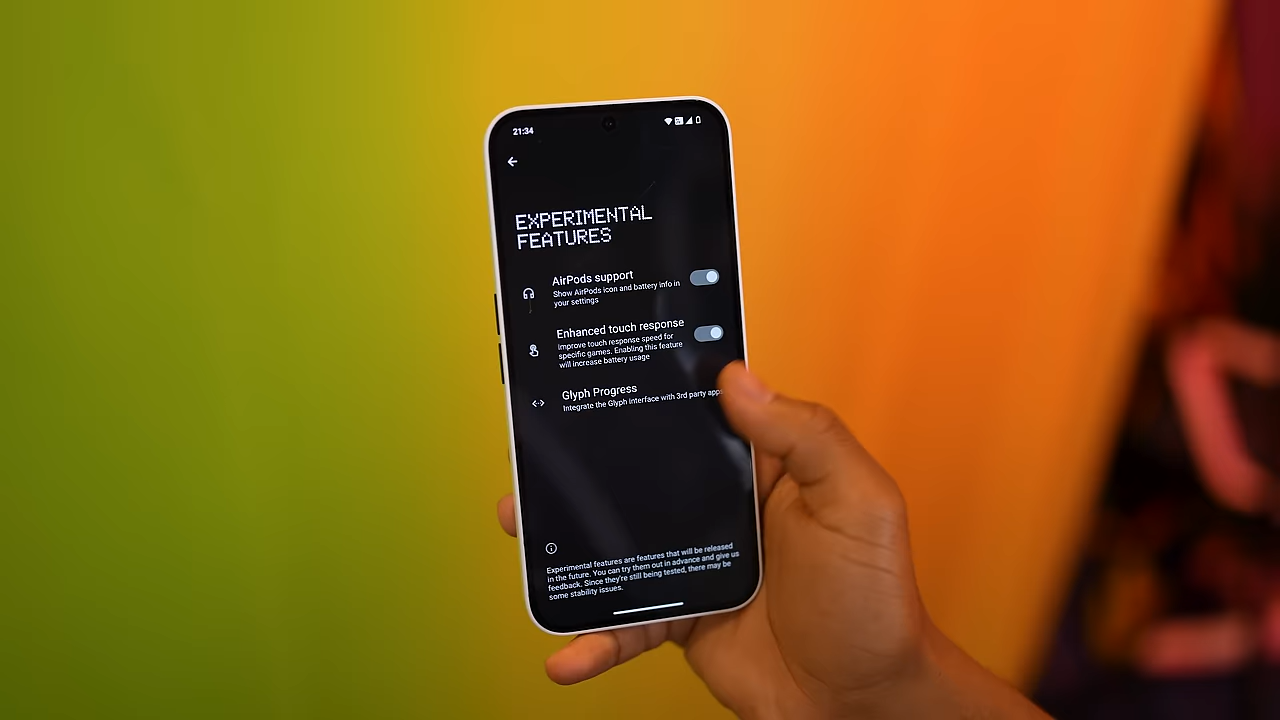 21:34
EXPERIMENTAL
FEATURES
AirPods support
Show AirPods icon and battery info in
your settings
Enhanced touch response
Improve touch response speed for
specific games. Enabling this feature
will increase battery usage
Glyph Progress
Integrate the Glyph Interface with 3rd party apps
Experimental features are features that will be released
in the future. You can try them out in advance and give us
feedback. Since they're still being tested, there may be
some stability issues.